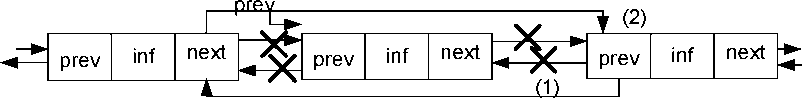 prev
(2)
prev inf next
prev inf next
prev inf next
(1)